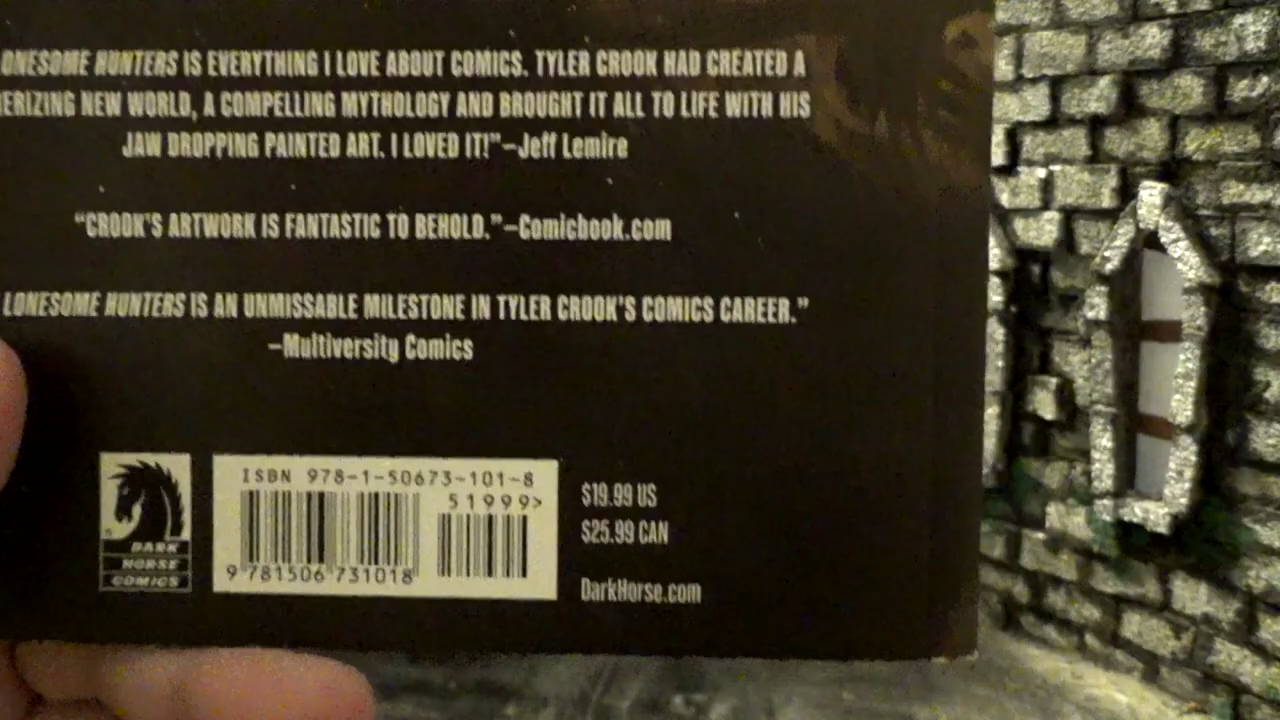 ONESOME HUNTERS IS EVERYTHING I LOVE ABOUT COMICS. TYLER CROOK HAD CREATED A
ERIZING NEW WORLD, A COMPELLING MYTHOLOGY AND BROUGHT IT ALL TO LIFE WITH HIS
JAW DROPPING PAINTED ART. I LOVED IT!"–Jeff Lemire
"CROOK'S ARTWORK IS FANTASTIC TO BEHOLD."–Comicbook.com
LONESOME HUNTERS IS AN UNMISSABLE MILESTONE IN TYLER CROOK'S COMICS CAREER."
–Multiversity Comics
DARK
HORSE
COMICS
ISBN 978-1-50673-101-8
51999>
9 781506 731018
$19.99 US
$25.99 CAN
DarkHorse.com